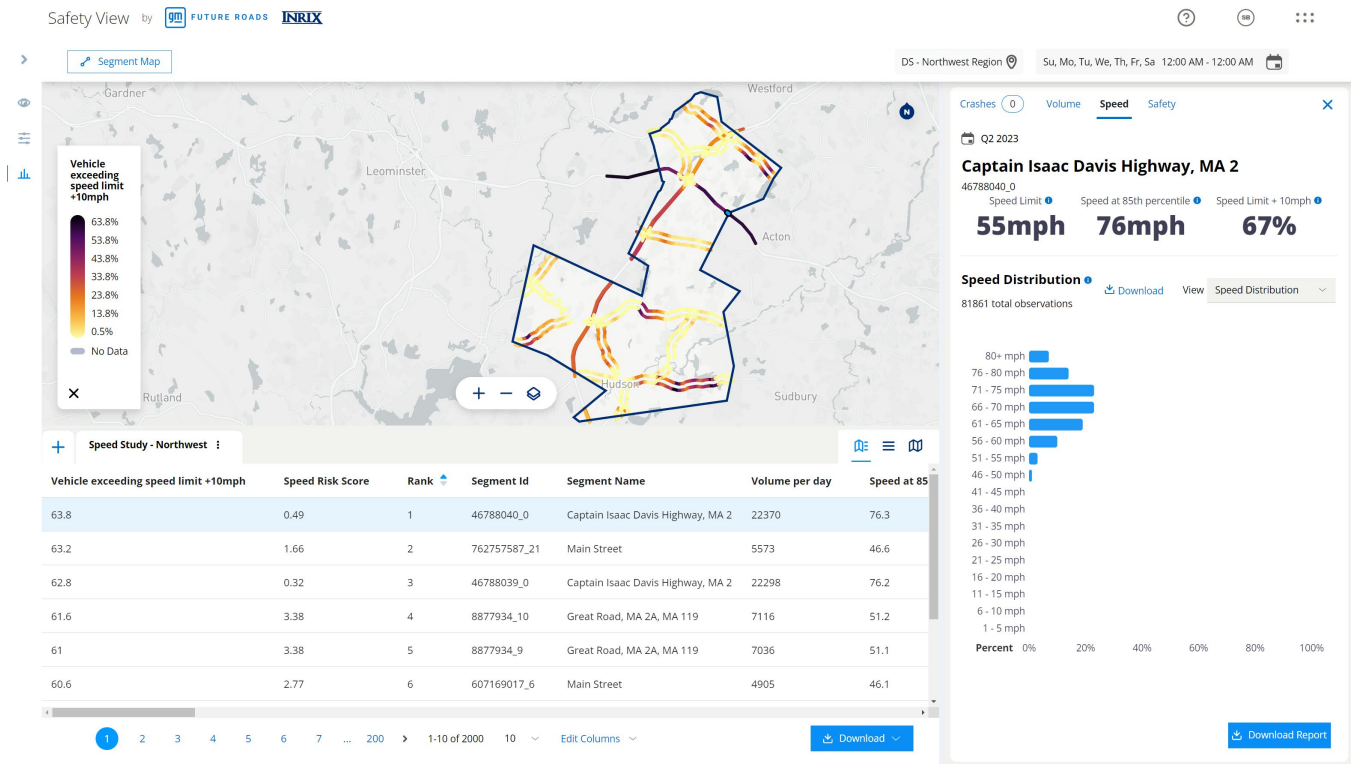 Safety View by gm FUTURE ROADS INRIX
? SB
Segment Map
DS - Northwest Region Su, Mo, Tu, We, Th, Fr, Sa 12:00 AM - 12:00 AM
Gardner
Westford
Leominster
Acton
Rutland
Hudson
Sudbury
N
Vehicle
exceeding
speed limit
+10mph
63.8%
53.8%
43.8%
33.8%
23.8%
13.8%
0.5%
No Data
Speed Study - Northwest
Vehicle exceeding speed limit +10mph Speed Risk Score Rank Segment Id Segment Name Volume per day Speed at 85
63.8 0.49 1 46788040_0 Captain Isaac Davis Highway, MA 2 22370 76.3
63.2 1.66 2 762757587_21 Main Street 5573 46.6
62.8 0.32 3 46788039_0 Captain Isaac Davis Highway, MA 2 22298 76.2
61.6 3.38 4 8877934_10 Great Road, MA 2A, MA 119 7116 51.2
61 3.38 5 8877934_9 Great Road, MA 2A, MA 119 7036 51.1
60.6 2.77 6 607169017_6 Main Street 4905 46.1
1 2 3 4 5 6 7 ... 200 1-10 of 2000 10 Edit Columns Download
Crashes 0 Volume Speed Safety
Q2 2023
Captain Isaac Davis Highway, MA 2
46788040_0
Speed Limit Speed at 85th percentile Speed Limit + 10mph
55mph 76mph 67%
Speed Distribution Download View Speed Distribution
81861 total observations
80+ mph
76 - 80 mph
71 - 75 mph
66 - 70 mph
61 - 65 mph
56 - 60 mph
51 - 55 mph
46 - 50 mph
41 - 45 mph
36 - 40 mph
31 - 35 mph
26 - 30 mph
21 - 25 mph
16 - 20 mph
11 - 15 mph
6 - 10 mph
1 - 5 mph
Percent 0% 20% 40% 60% 80% 100%
Download Report